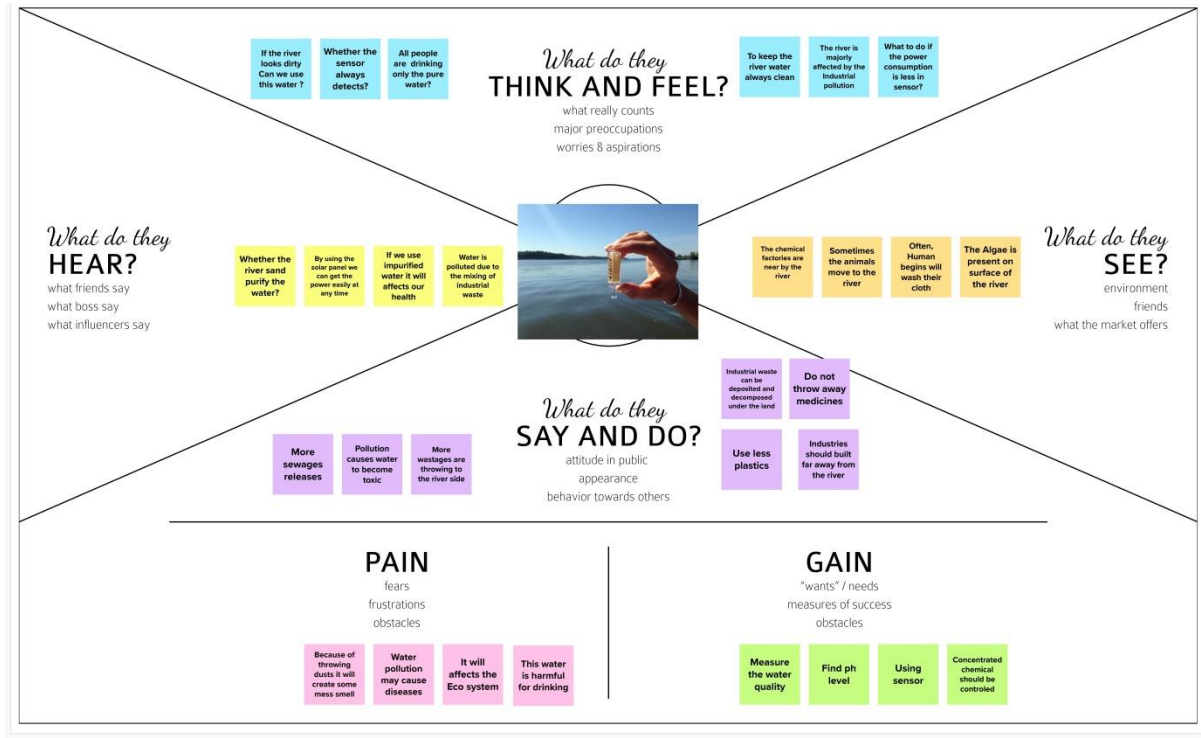 If the river
looks dirty
Can we use
this water ?
Whether the
sensor
always
detects?
All people
are drinking
only the pure
water?
What do they
THINK AND FEEL?
what really counts
major preoccupations
worries & aspirations
To keep the
river water
always clean
The river is
majorly
affected by the
Industrial
pollution
What to do if
the power
consumption
is less in
sensor?
What do they
HEAR?
what friends say
what boss say
what influencers say
Whether the
river sand
purify the
water?
By using the
solar panel we
can get the
power easily at
any time
If we use
impurified
water it will
affects our
health
Water is
polluted due to
the mixing of
industrial
waste
The chemical
factories are
near by the
river
Sometimes
the animals
move to the
river
Often,
Human
begins will
wash their
cloth
The Algae is
present on
surface of
the river
What do they
SEE?
environment
friends
what the market offers
More
sewages
releases
Pollution
causes water
to become
toxic
More
wastages are
throwing to
the river side
What do they
SAY AND DO?
attitude in public
appearance
behavior towards others
Industrial waste
can be
deposited and
decomposed
under the land
Do not
throw away
medicines
Use less
plastics
Industries
should built
far away from
the river
PAIN
fears
frustrations
obstacles
Because of
throwing
dusts it will
create some
mess smell
Water
pollution
may cause
diseases
It will
affects the
Eco system
This water
is harmful
for drinking
GAIN
"wants" / needs
measures of success
obstacles
Measure
the water
quality
Find ph
level
Using
sensor
Concentrated
chemical
should be
controled